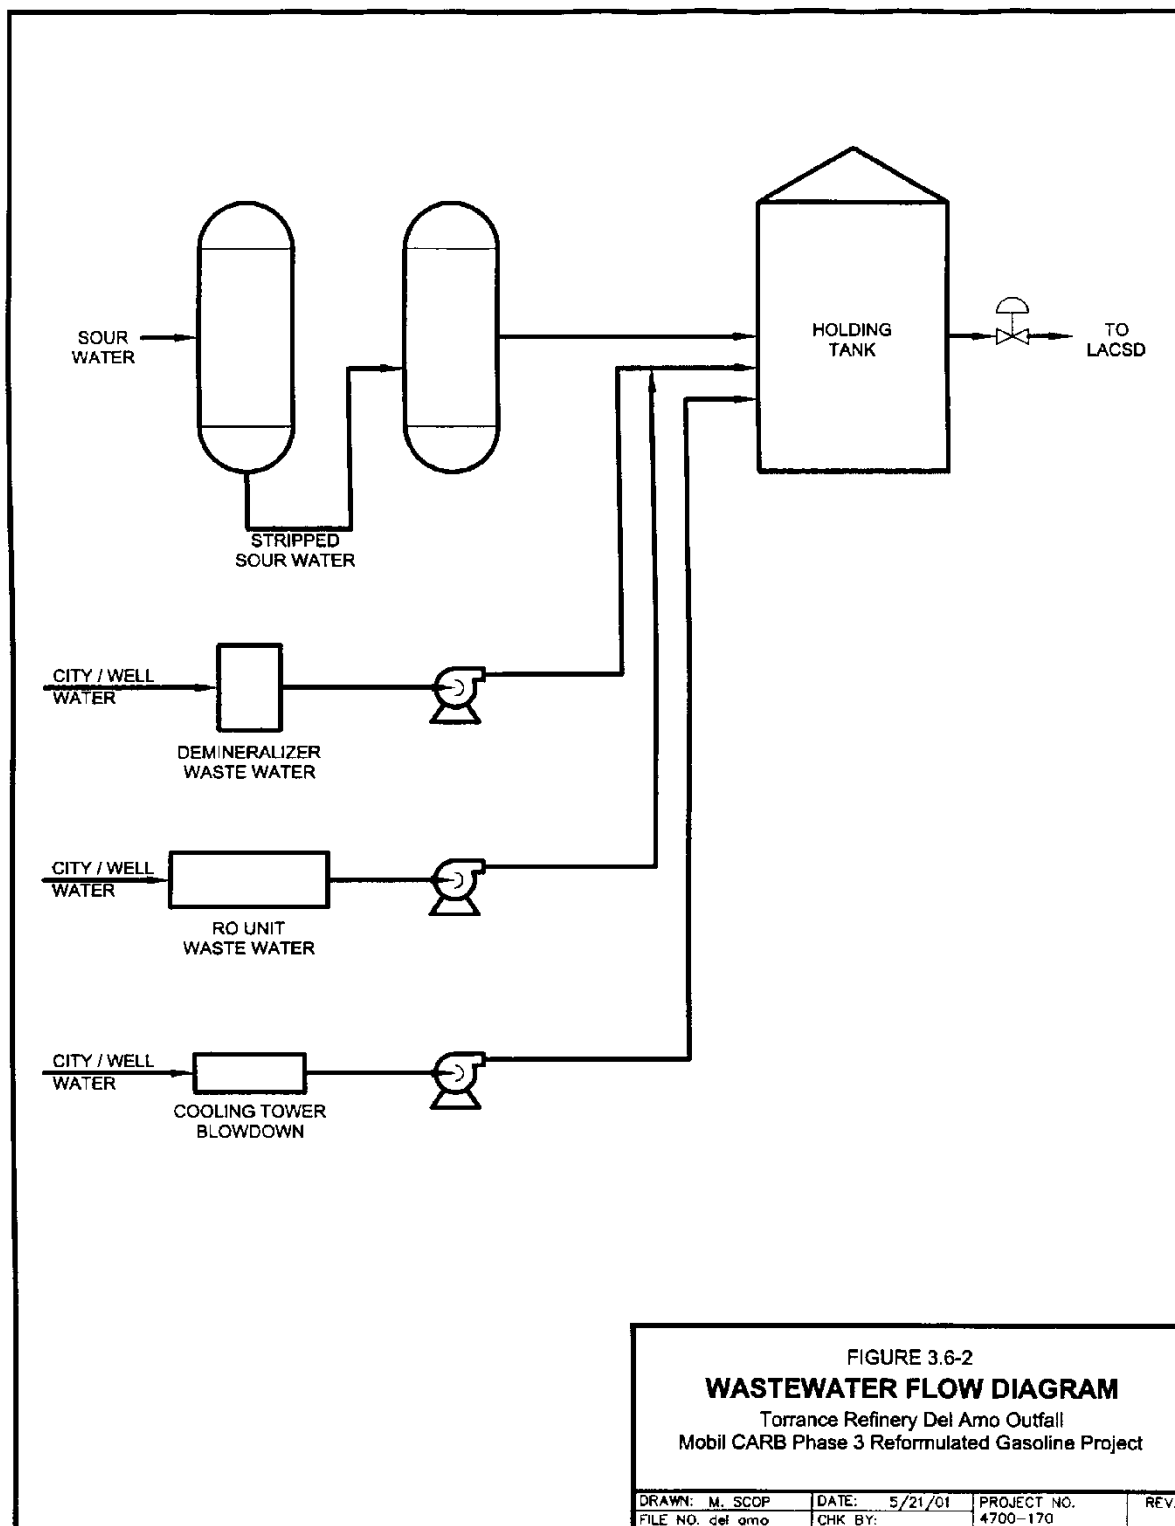 SOUR
WATER
HOLDING
TANK
TO
LACSD
STRIPPED
SOUR WATER
CITY / WELL
WATER
DEMINERALIZER
WASTE WATER
CITY / WELL
WATER
RO UNIT
WASTE WATER
CITY / WELL
WATER
COOLING TOWER
BLOWDOWN
FIGURE 3.6-2
WASTEWATER FLOW DIAGRAM
Torrance Refinery Del Amo Outfall
Mobil CARB Phase 3 Reformulated Gasoline Project
DRAWN: M. SCOP DATE: 5/21/01 PROJECT NO. REV.
FILE NO. del amo CHK BY: 4700-170